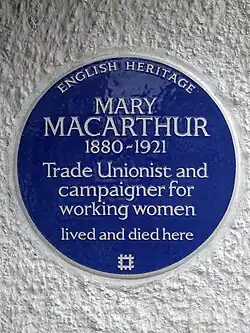 ENGLISH HERITAGE
MARY
MACARTHUR
1880~1921
Trade Unionist and
campaigner for
working women
lived and died here